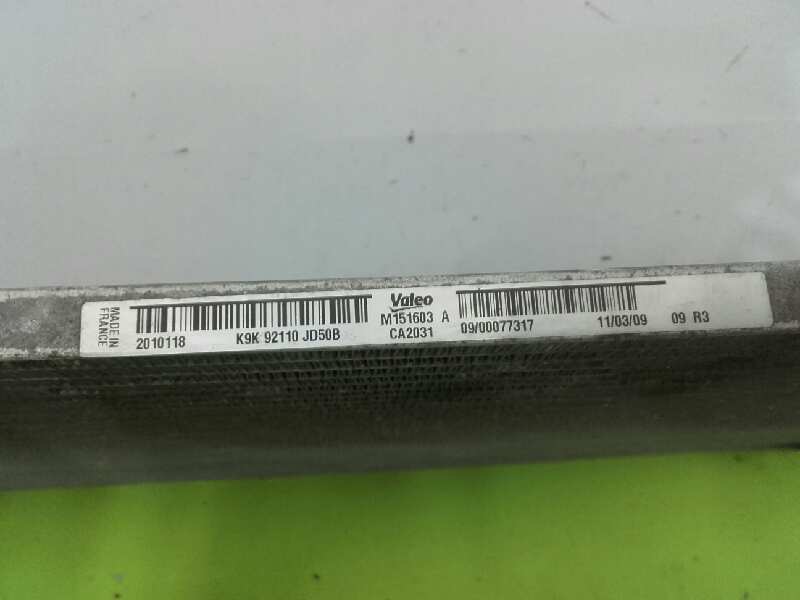 MADE IN
FRANCE
2010118
K9K 92110 JD50B
Valeo
M151603 A
CA2031
09/00077317
11/03/09
09 R3